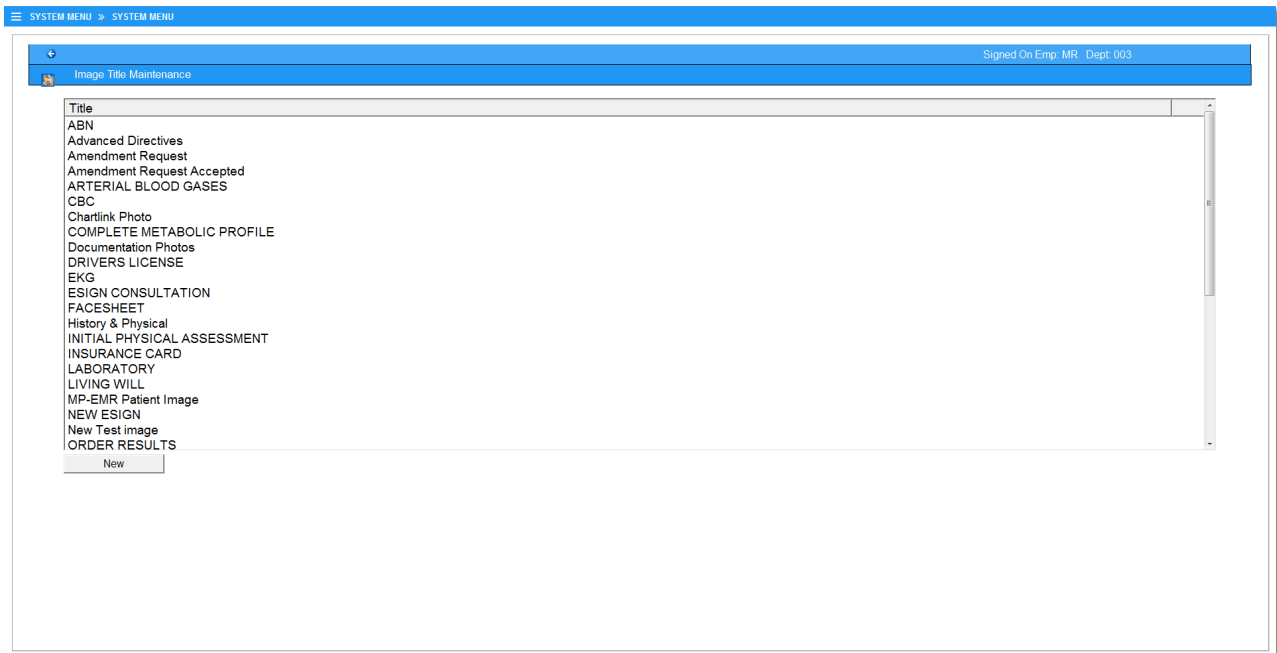 SYSTEM MENU » SYSTEM MENU
Signed On Emp: MR Dept: 003
Image Title Maintenance
Title
ABN
Advanced Directives
Amendment Request
Amendment Request Accepted
ARTERIAL BLOOD GASES
CBC
Chartlink Photo
COMPLETE METABOLIC PROFILE
Documentation Photos
DRIVERS LICENSE
EKG
ESIGN CONSULTATION
FACESHEET
History & Physical
INITIAL PHYSICAL ASSESSMENT
INSURANCE CARD
LABORATORY
LIVING WILL
MP-EMR Patient Image
NEW ESIGN
New Test image
ORDER RESULTS
New